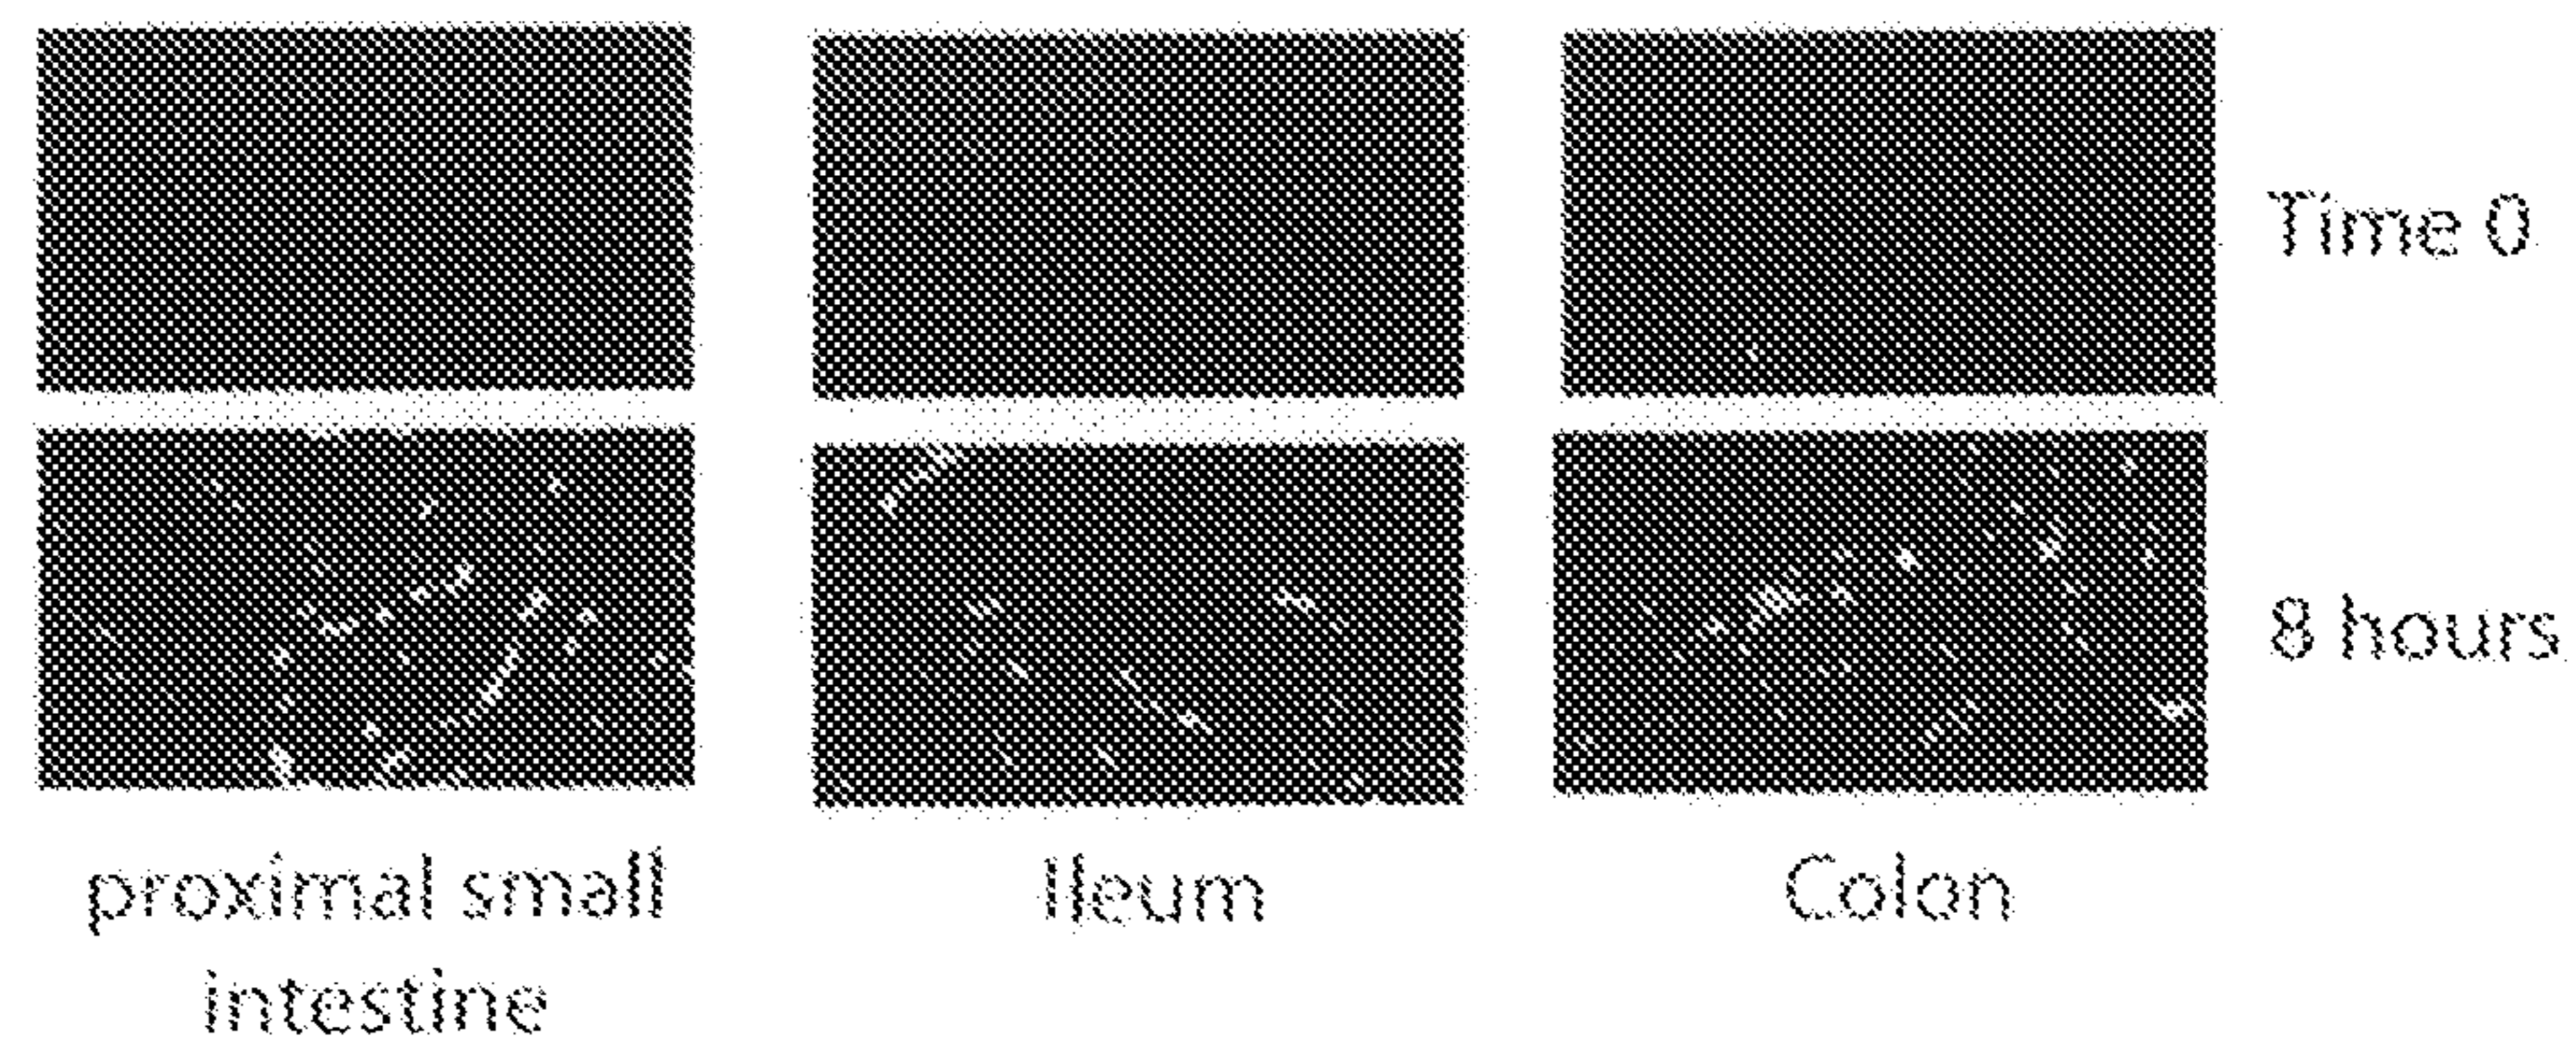 Time 0
8 hours
proximal small
intestine
Ileum
Colon